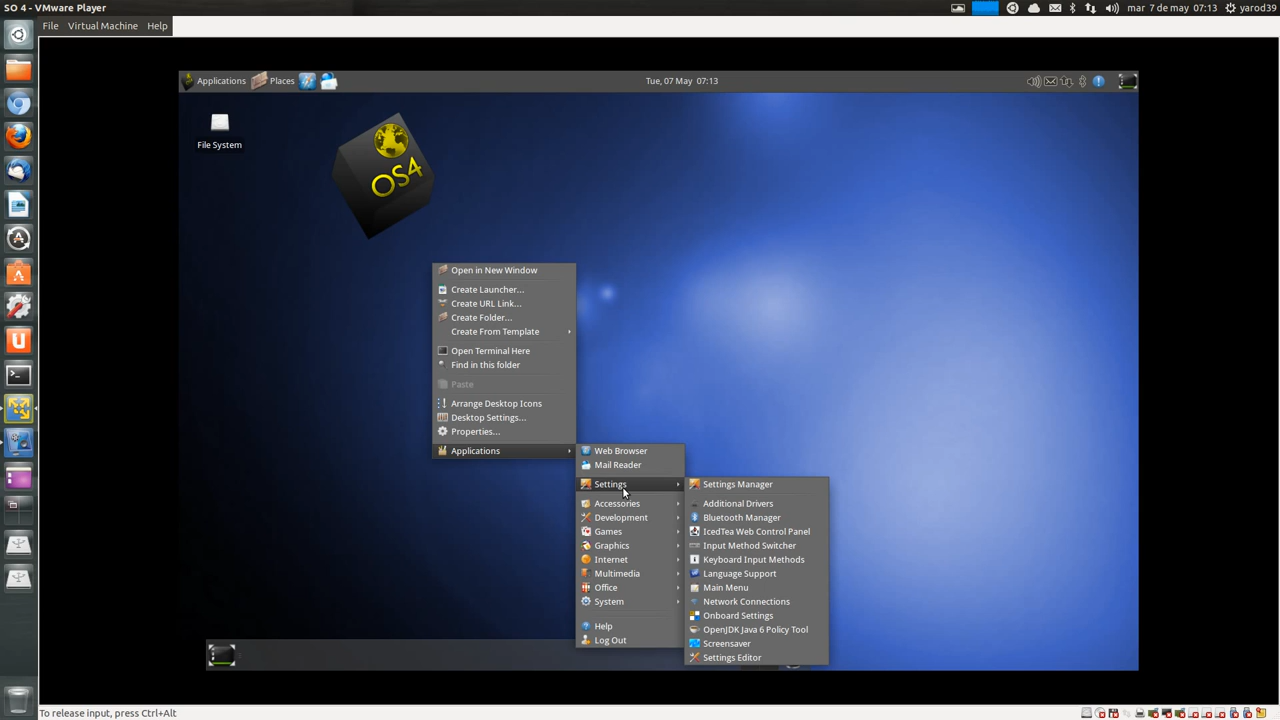 SO 4 - VMware Player
mar 7 de may 07:13
yarod39
File Virtual Machine Help
Applications Places
Tue, 07 May 07:13
File System
OS4
Open in New Window
Create Launcher...
Create URL Link...
Create Folder...
Create From Template
Open Terminal Here
Find in this folder
Paste
Arrange Desktop Icons
Desktop Settings...
Properties...
Applications
Web Browser
Mail Reader
Settings
Accessories
Development
Games
Graphics
Internet
Multimedia
Office
System
Help
Log Out
Settings Manager
Additional Drivers
Bluetooth Manager
IcedTea Web Control Panel
Input Method Switcher
Keyboard Input Methods
Language Support
Main Menu
Network Connections
Onboard Settings
OpenJDK Java 6 Policy Tool
Screensaver
Settings Editor
To release input, press Ctrl+Alt